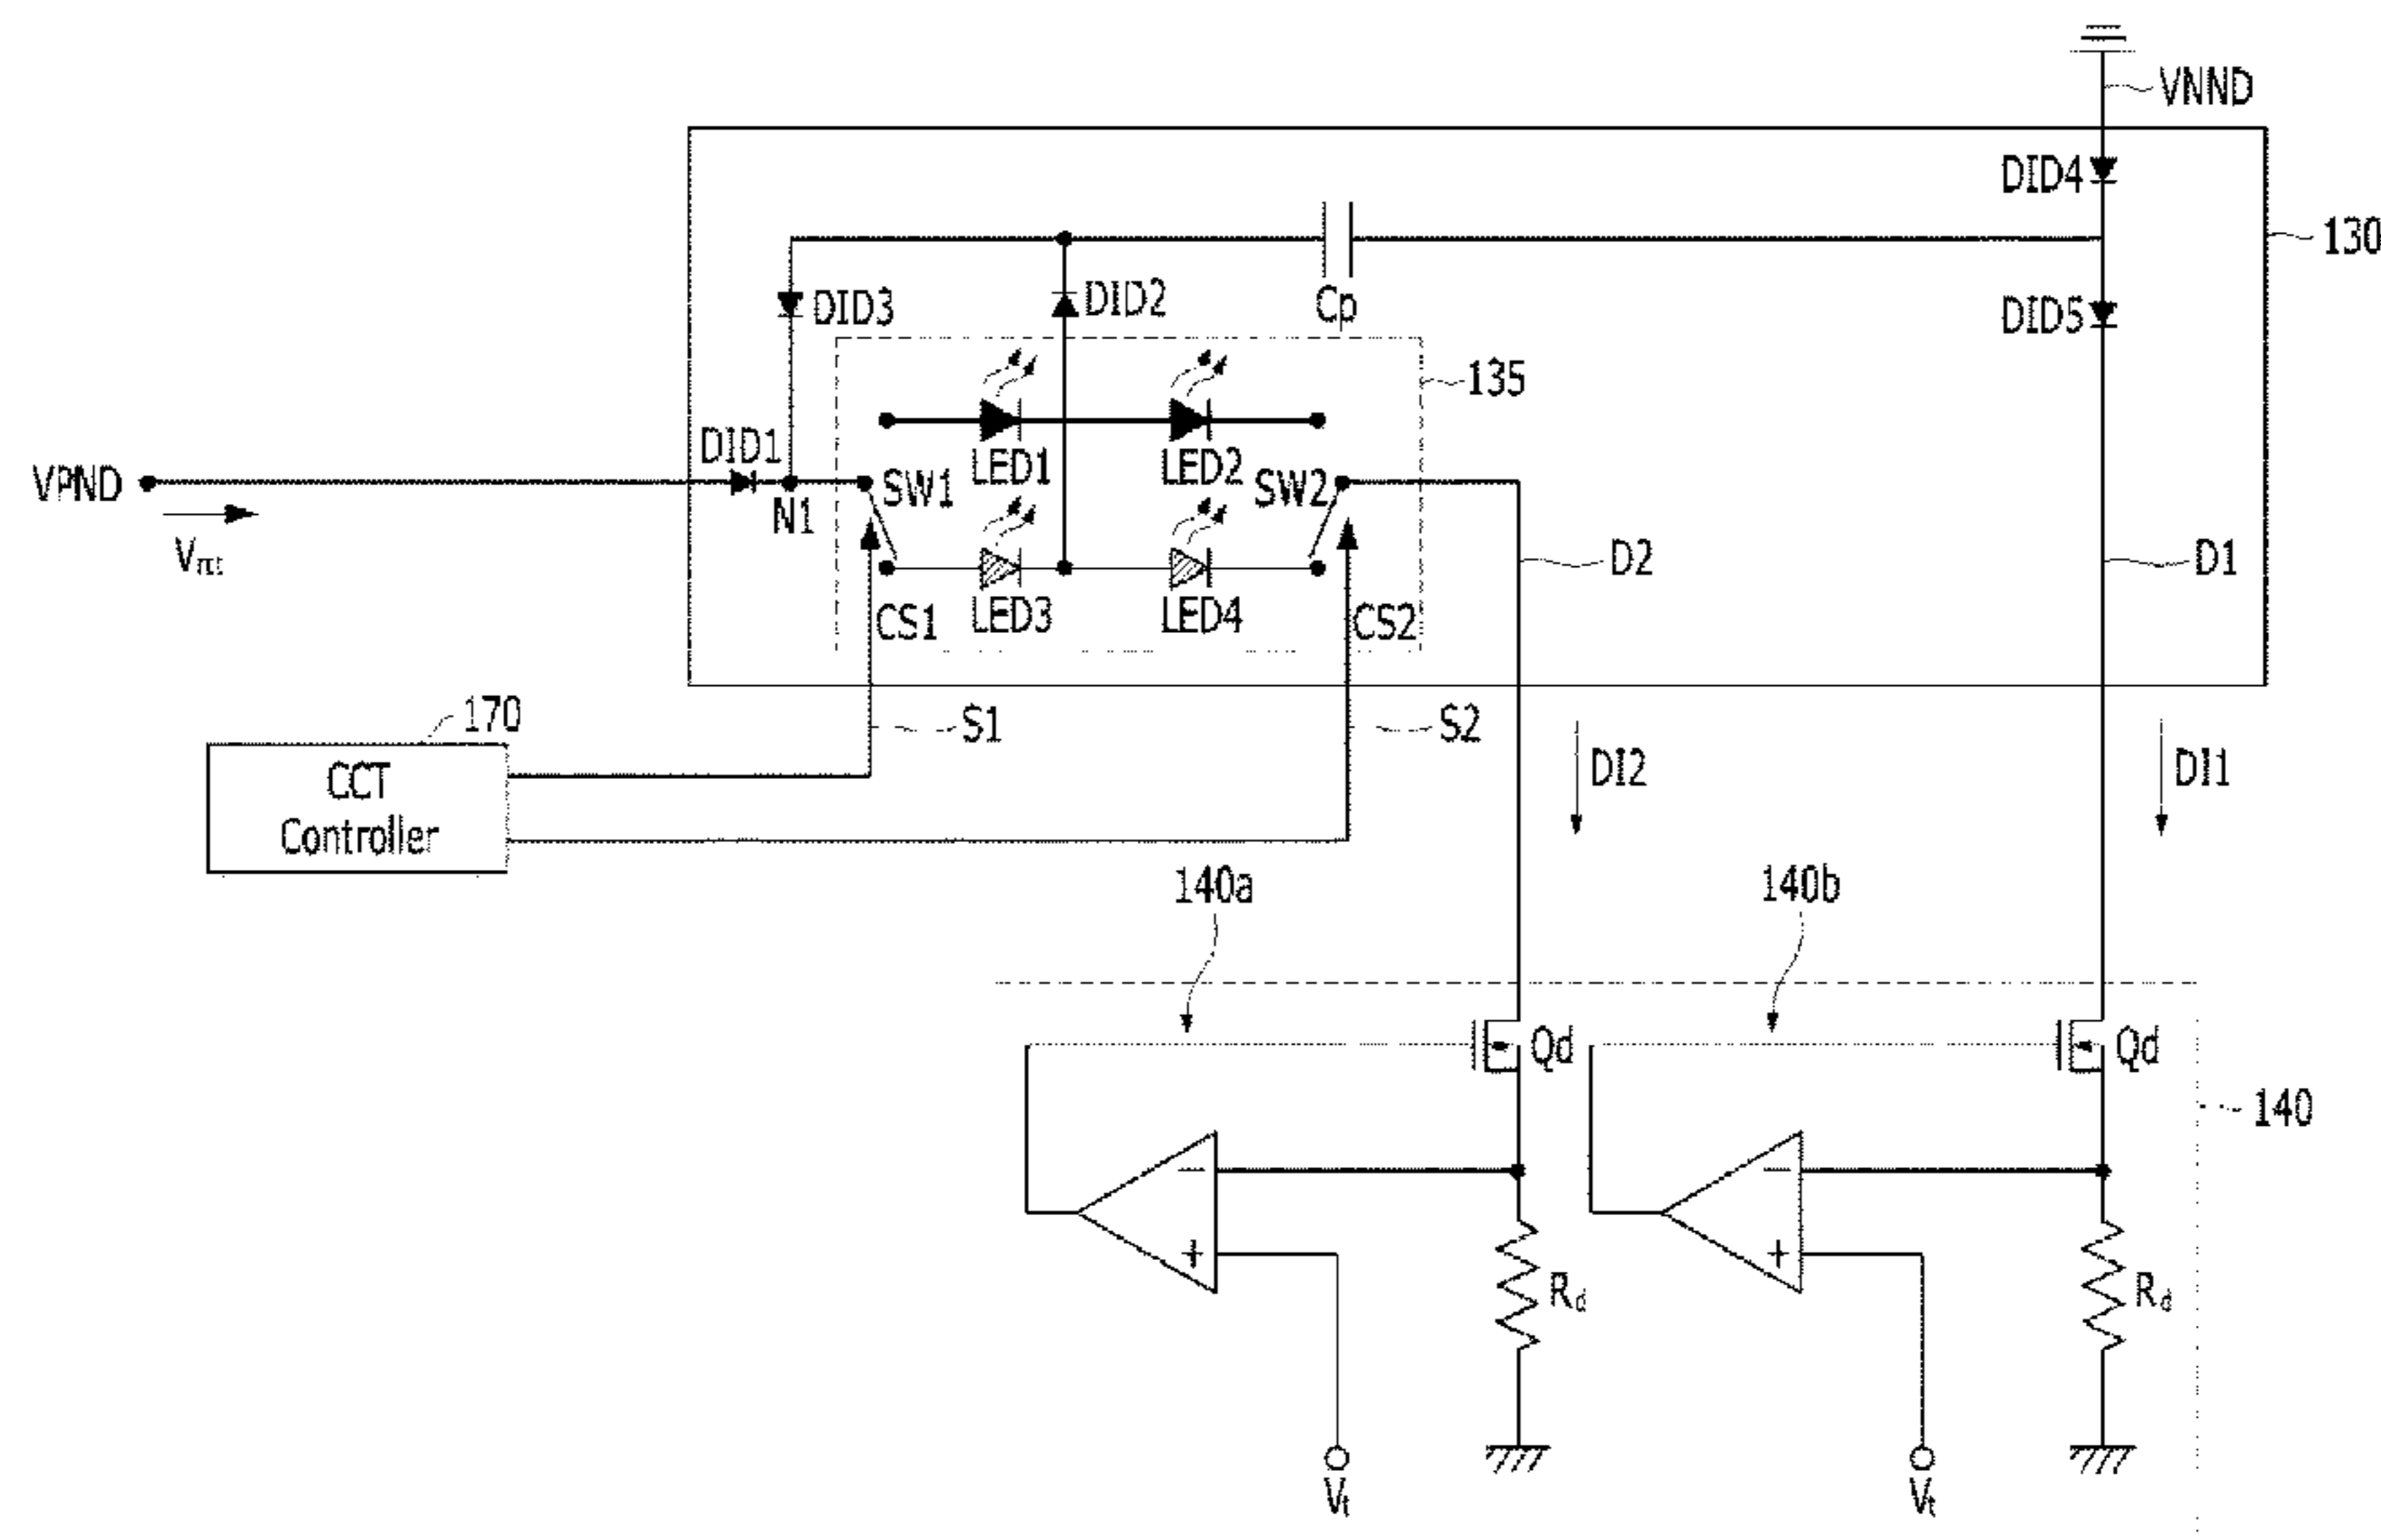 VNND
DID4
130
DID3
DID2
Cp
DID5
135
DID1
LED1
LED2
VPND
N1
SW1
SW2
D2
D1
CS1
LED3
LED4
CS2
170
S1
S2
CCT
Controller
DI2
DI1
140a
140b
Qd
Qd
140
−
−
+
+
Rd
Rd
Vt
Vt